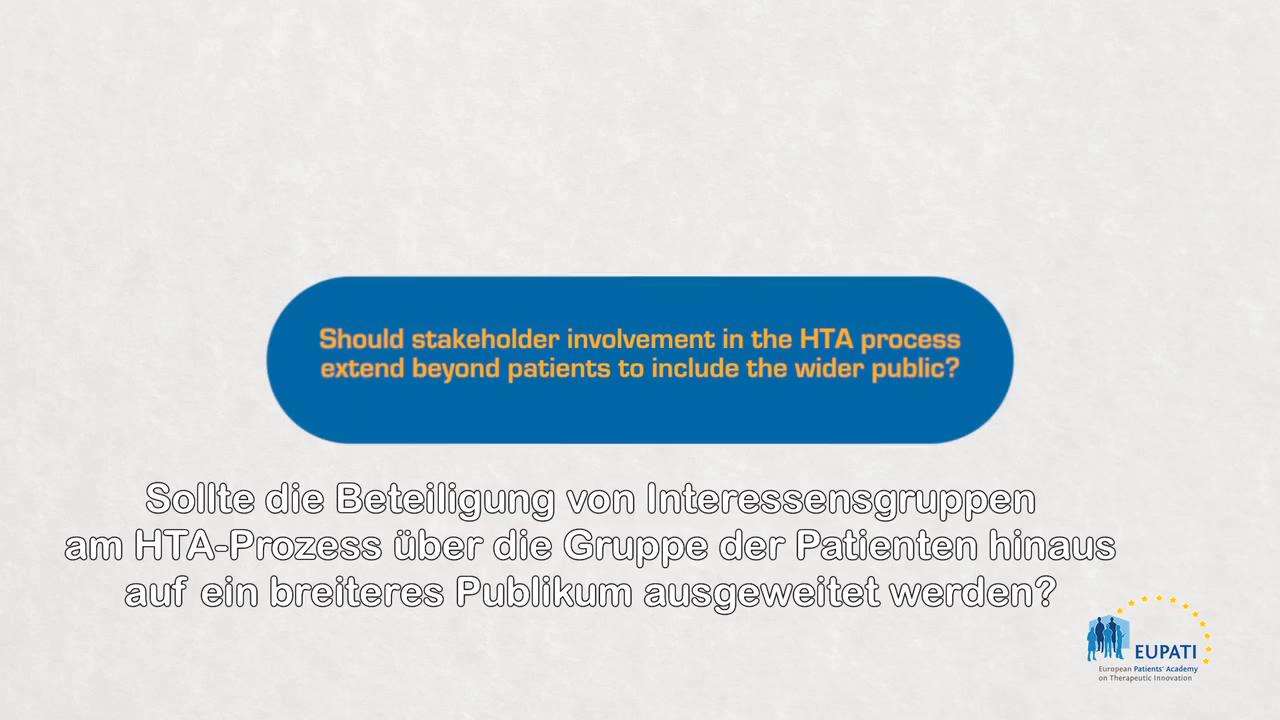 Should stakeholder involvement in the HTA process
extend beyond patients to include the wider public?
Sollte die Beteiligung von Interessensgruppen
am HTA-Prozess über die Gruppe der Patienten hinaus
auf ein breiteres Publikum ausgeweitet werden?
EUPATI
European Patients' Academy
on Therapeutic Innovation